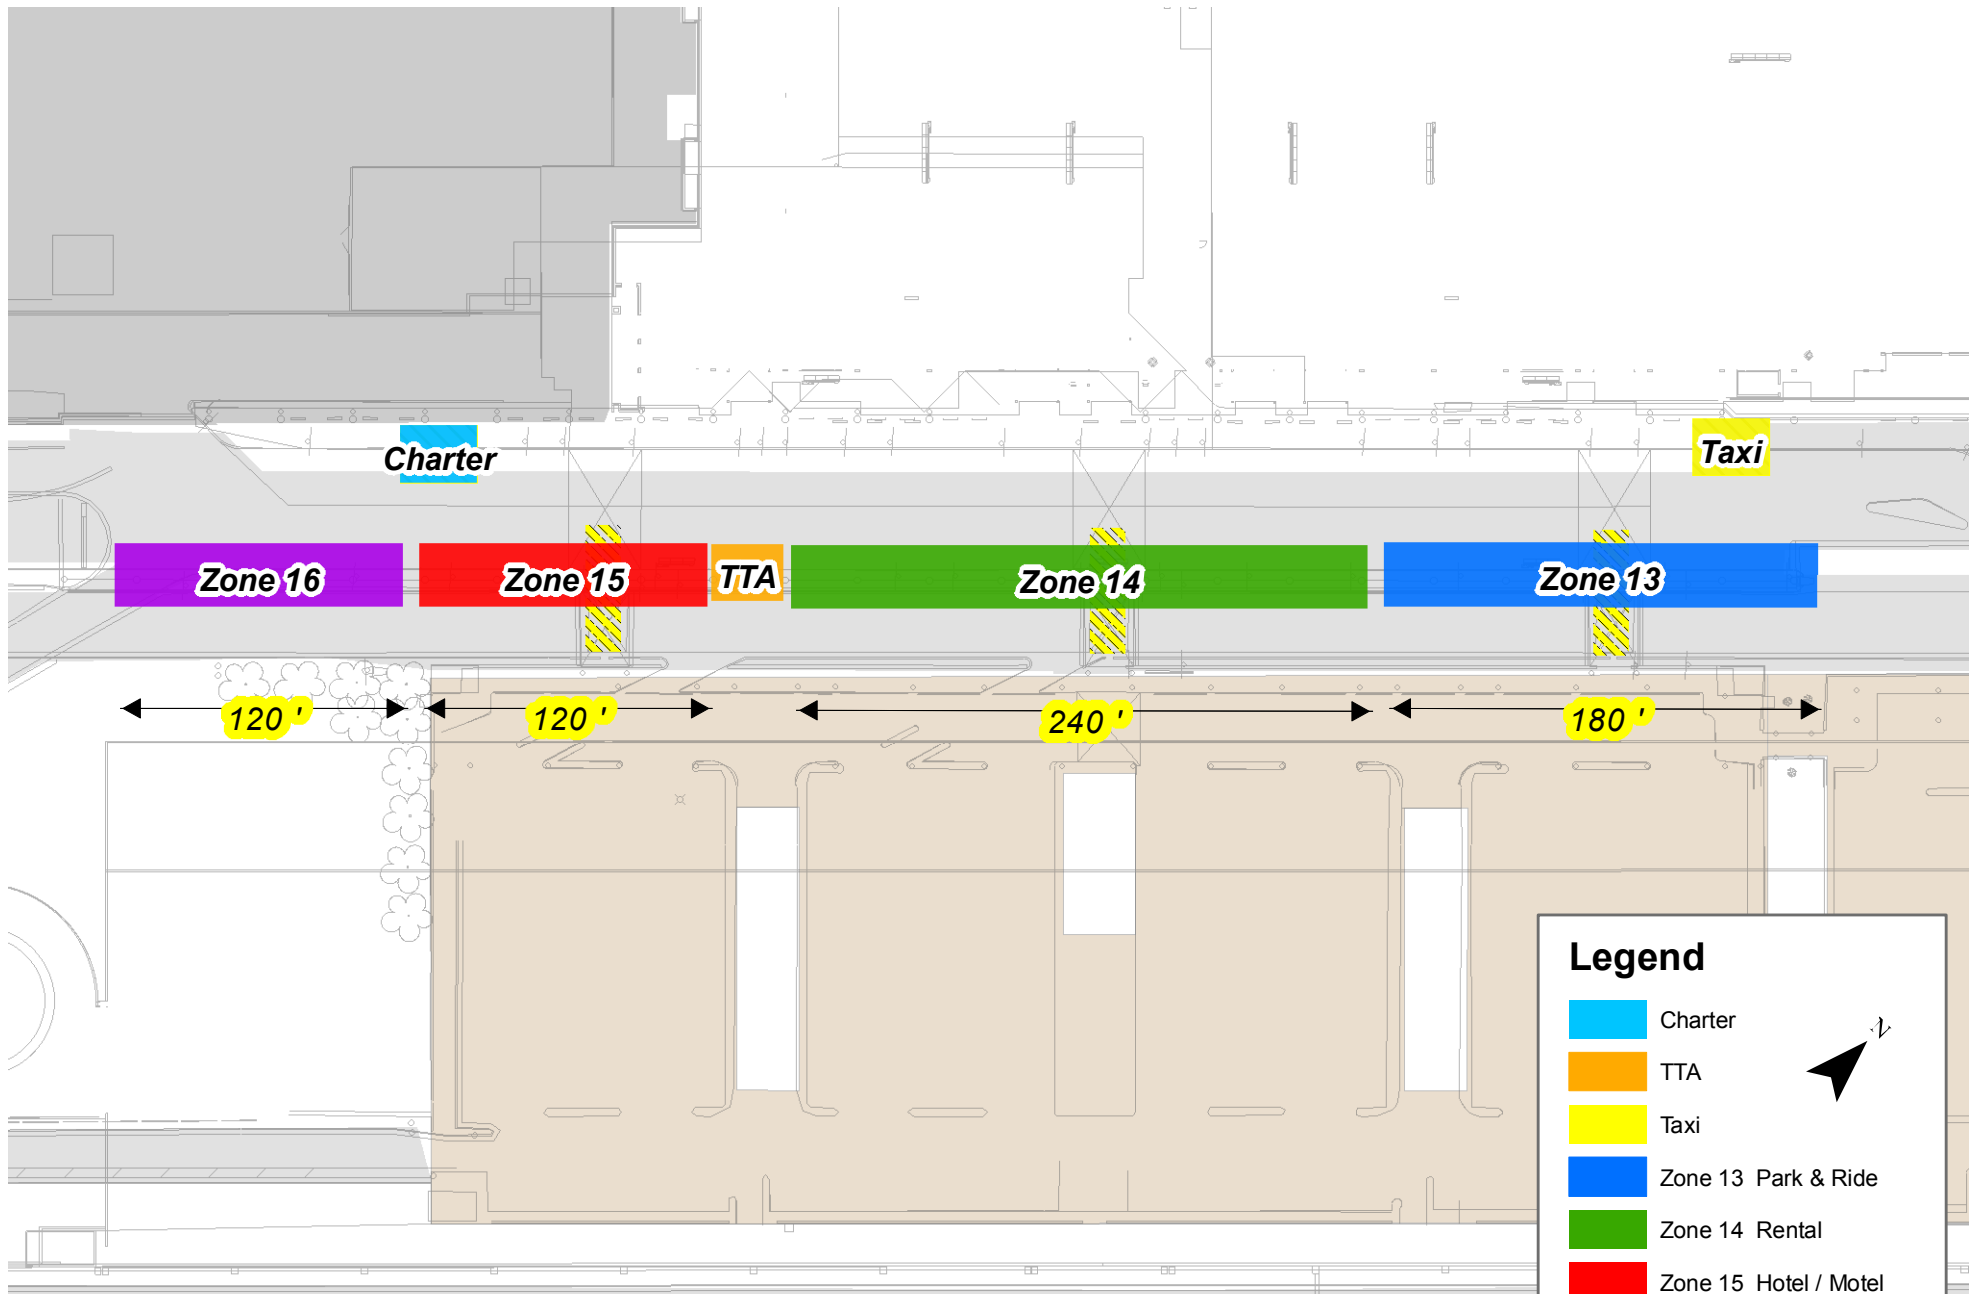 Charter
Taxi
Zone 16
Zone 15
TTA
Zone 14
Zone 13
120 '
120 '
240 '
180 '
Legend
Charter
N
TTA
Taxi
Zone 13 Park & Ride
Zone 14 Rental
Zone 15 Hotel / Motel